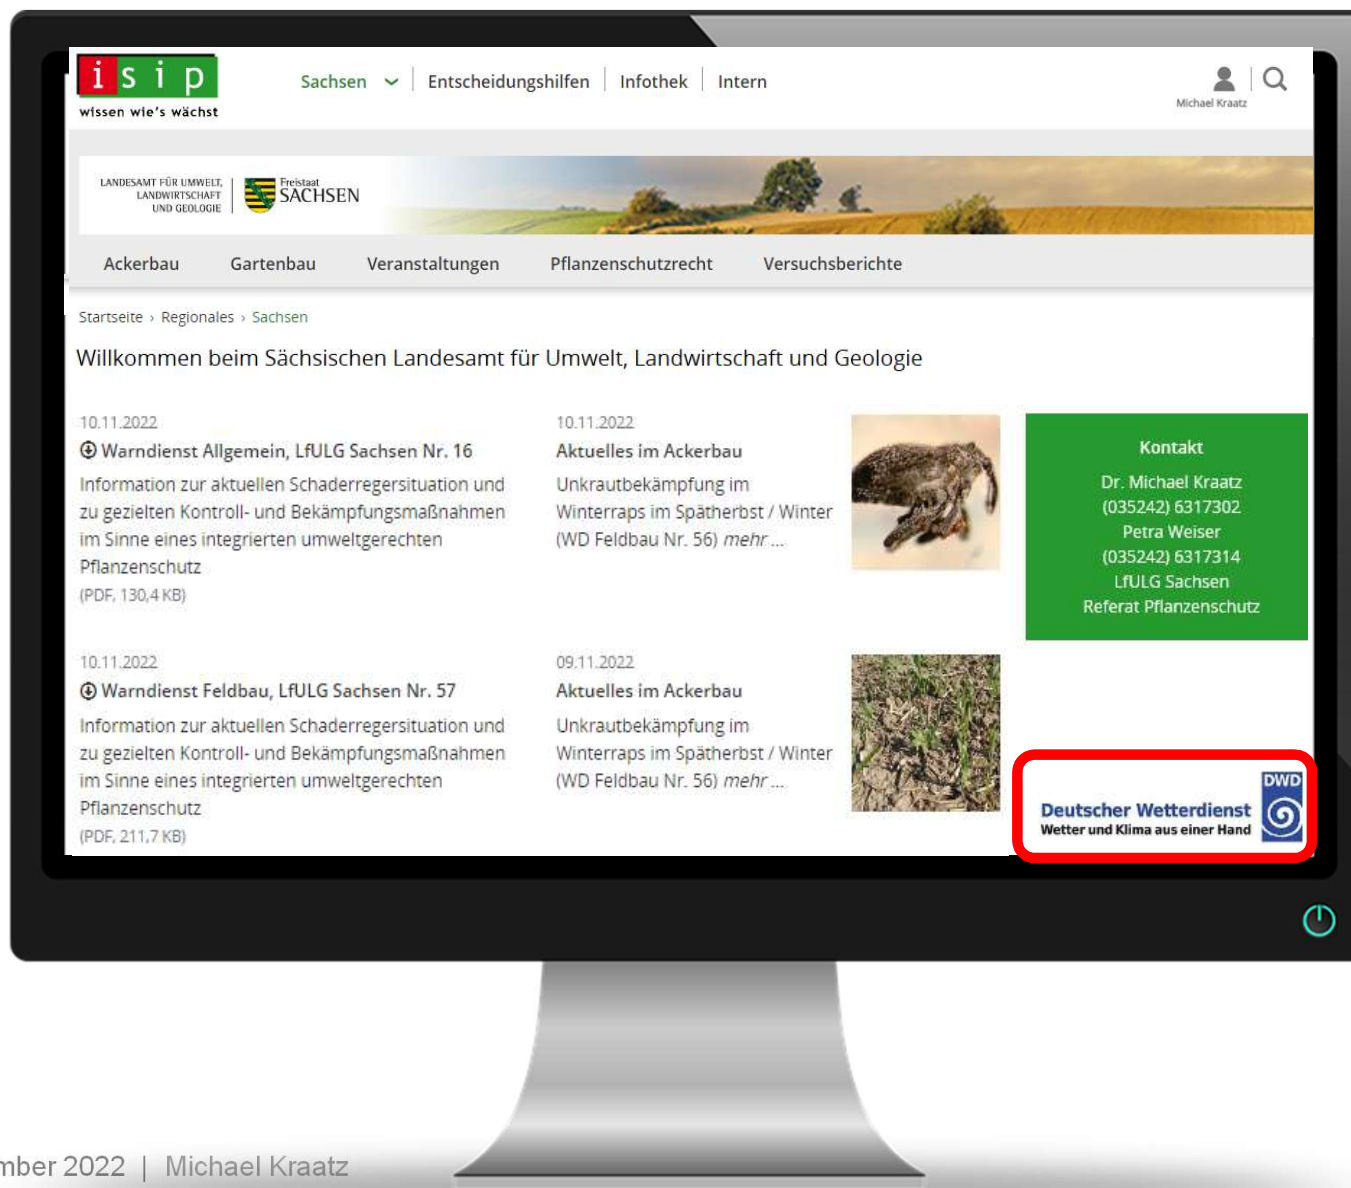 isip
wissen wie's wächst
Sachsen
Entscheidungshilfen
Infothek
Intern
Michael Kraatz
LANDESAMT FÜR UMWELT,
LANDWIRTSCHAFT
UND GEOLOGIE
Freistaat
SACHSEN
Ackerbau
Gartenbau
Veranstaltungen
Pflanzenschutzrecht
Versuchsberichte
Startseite › Regionales › Sachsen
Willkommen beim Sächsischen Landesamt für Umwelt, Landwirtschaft und Geologie
10.11.2022
Warndienst Allgemein, LfULG Sachsen Nr. 16
Information zur aktuellen Schaderregersituation und
zu gezielten Kontroll- und Bekämpfungsmaßnahmen
im Sinne eines integrierten umweltgerechten
Pflanzenschutz
(PDF, 130,4 KB)
10.11.2022
Aktuelles im Ackerbau
Unkrautbekämpfung im
Winterraps im Spätherbst / Winter
(WD Feldbau Nr. 56) mehr ...
Kontakt
Dr. Michael Kraatz
(035242) 6317302
Petra Weiser
(035242) 6317314
LfULG Sachsen
Referat Pflanzenschutz
10.11.2022
Warndienst Feldbau, LfULG Sachsen Nr. 57
Information zur aktuellen Schaderregersituation und
zu gezielten Kontroll- und Bekämpfungsmaßnahmen
im Sinne eines integrierten umweltgerechten
Pflanzenschutz
(PDF, 211,7 KB)
09.11.2022
Aktuelles im Ackerbau
Unkrautbekämpfung im
Winterraps im Spätherbst / Winter
(WD Feldbau Nr. 56) mehr ...
DWD
Deutscher Wetterdienst
Wetter und Klima aus einer Hand
mber 2022 | Michael Kraatz